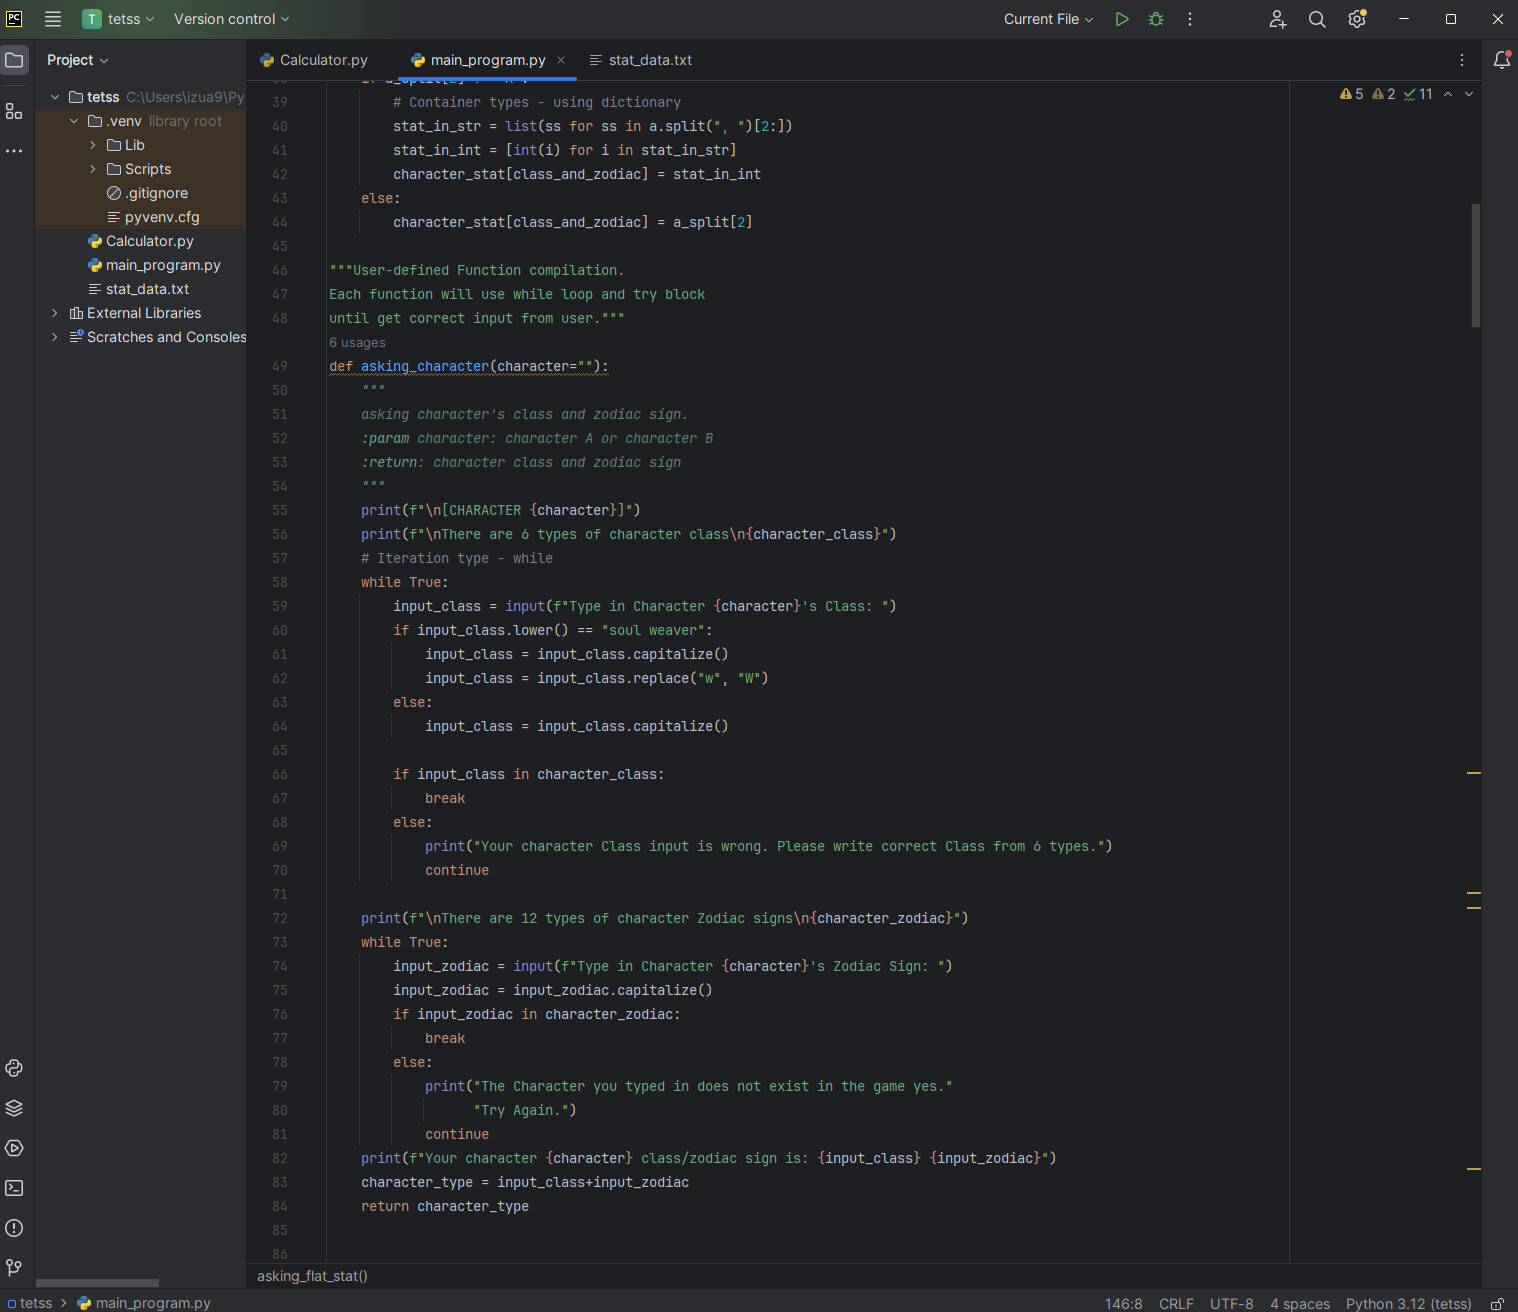 PC
T tetss
Version control
Current File
Project
Calculator.py
main_program.py
stat_data.txt
tetss C:\Users\izua9\Py
.venv library root
Lib
Scripts
.gitignore
pyvenv.cfg
Calculator.py
main_program.py
stat_data.txt
External Libraries
Scratches and Consoles
5 2 11
39 # Container types - using dictionary
40 stat_in_str = list(ss for ss in a.split(", ")[2:])
41 stat_in_int = [int(i) for i in stat_in_str]
42 character_stat[class_and_zodiac] = stat_in_int
43 else:
44 character_stat[class_and_zodiac] = a_split[2]
45
46 """User-defined Function compilation.
47 Each function will use while loop and try block
48 until get correct input from user."""
6 usages
49 def asking_character(character=""):
50 """
51 asking character's class and zodiac sign.
52 :param character: character A or character B
53 :return: character class and zodiac sign
54 """
55 print(f"\n[CHARACTER {character}]")
56 print(f"\nThere are 6 types of character class\n{character_class}")
57 # Iteration type - while
58 while True:
59 input_class = input(f"Type in Character {character}'s Class: ")
60 if input_class.lower() == "soul weaver":
61 input_class = input_class.capitalize()
62 input_class = input_class.replace("w", "W")
63 else:
64 input_class = input_class.capitalize()
65
66 if input_class in character_class:
67 break
68 else:
69 print("Your character Class input is wrong. Please write correct Class from 6 types.")
70 continue
71
72 print(f"\nThere are 12 types of character Zodiac signs\n{character_zodiac}")
73 while True:
74 input_zodiac = input(f"Type in Character {character}'s Zodiac Sign: ")
75 input_zodiac = input_zodiac.capitalize()
76 if input_zodiac in character_zodiac:
77 break
78 else:
79 print("The Character you typed in does not exist in the game yes."
80 "Try Again.")
81 continue
82 print(f"Your character {character} class/zodiac sign is: {input_class} {input_zodiac}")
83 character_type = input_class+input_zodiac
84 return character_type
85
86
asking_flat_stat()
tetss > main_program.py
146:8 CRLF UTF-8 4 spaces Python 3.12 (tetss)